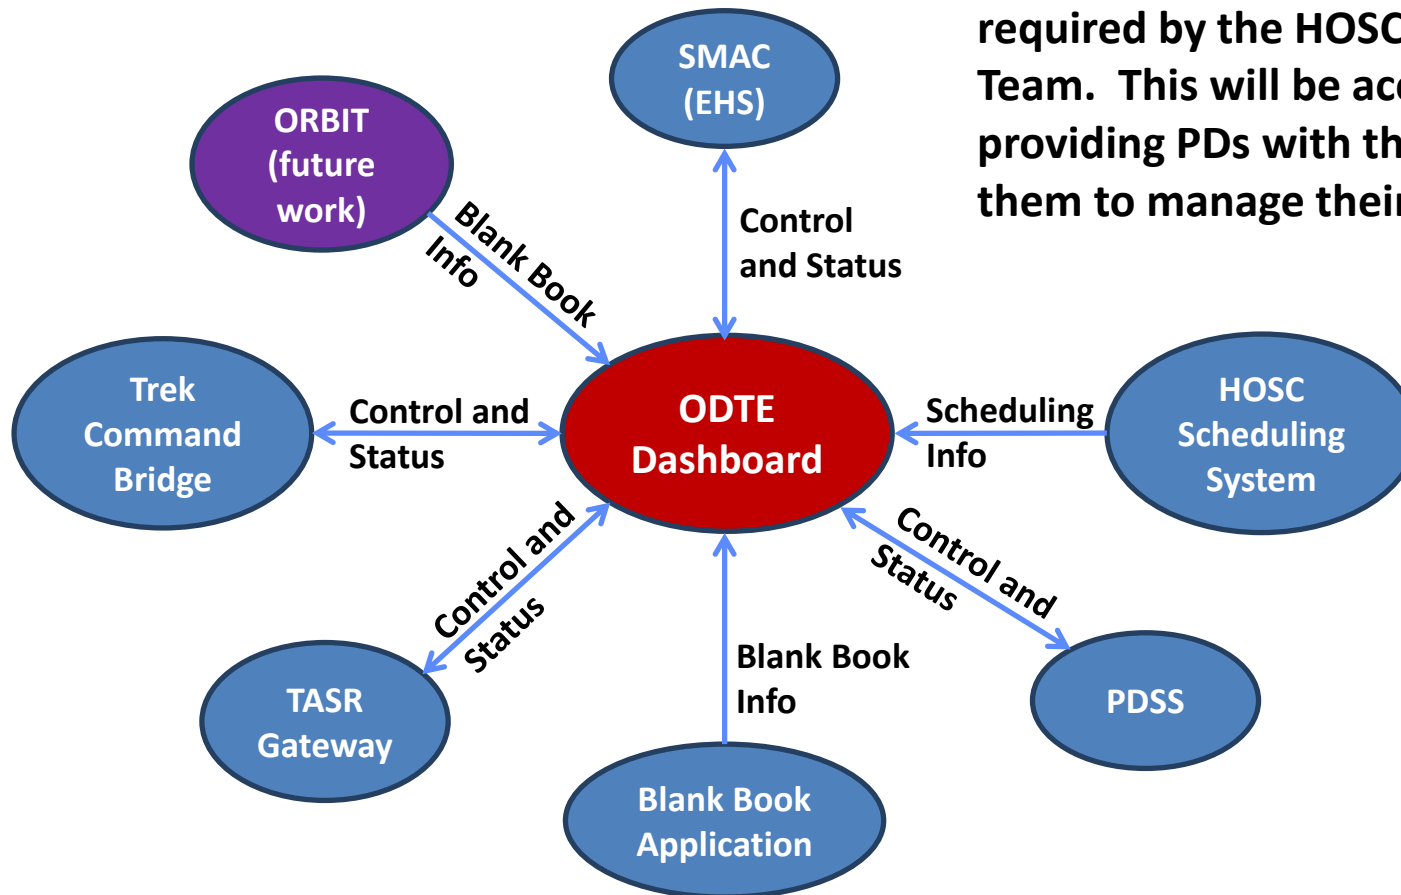 required by the HOSC
Team.  This will be acc
providing PDs with th
them to manage their
SMAC
(EHS)
ORBIT
(future
work)
Blank Book
Info
Control
and Status
Trek
Command
Bridge
Control and
Status
ODTE
Dashboard
Scheduling
Info
HOSC
Scheduling
System
Control and
Status
Control and
Status
TASR
Gateway
Blank Book
Info
PDSS
Blank Book
Application